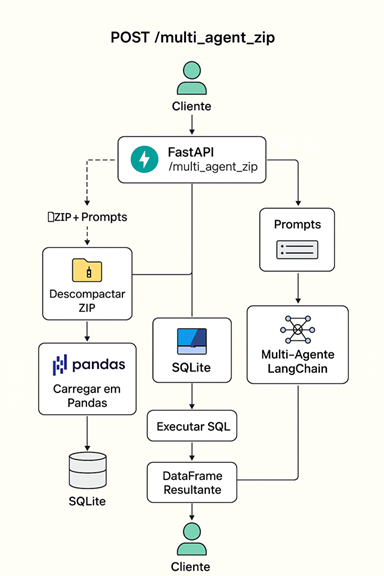 POST /multi_agent_zip
Cliente
FastAPI
/multi_agent_zip
ZIP + Prompts
Prompts
Descompactar
ZIP
SQLite
Multi-Agente
LangChain
pandas
Carregar em
Pandas
Executar SQL
DataFrame
Resultante
SQLite
Cliente